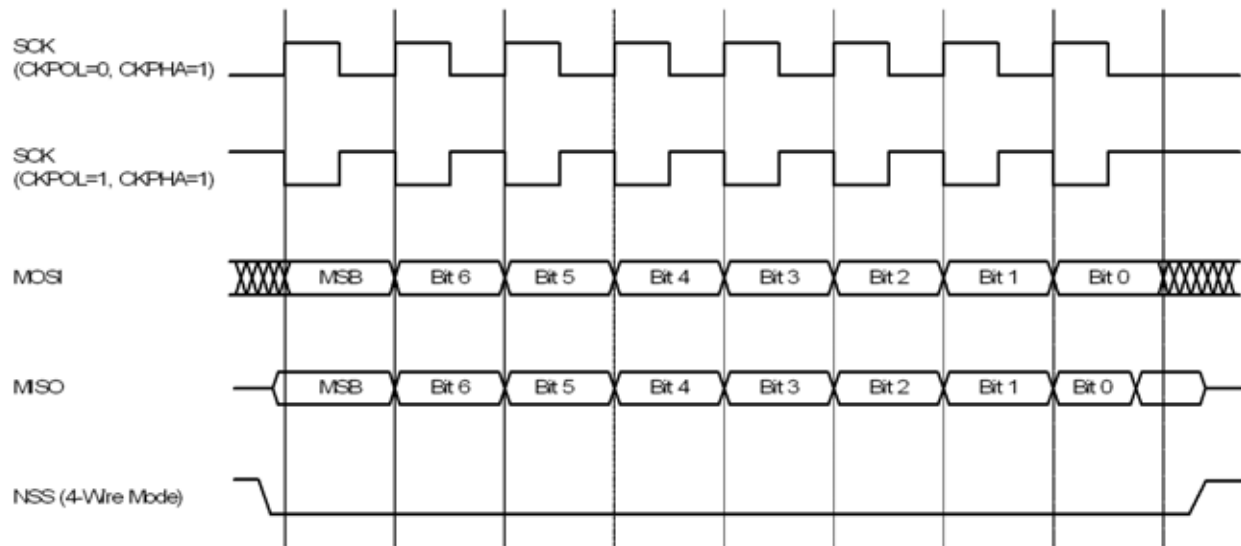 SCK
(CKPOL=0, CKPHA=1)
SCK
(CKPOL=1, CKPHA=1)
MOSI
MSB Bit 6 Bit 5 Bit 4 Bit 3 Bit 2 Bit 1 Bit 0
MISO
MSB Bit 6 Bit 5 Bit 4 Bit 3 Bit 2 Bit 1 Bit 0
NSS (4-Wire Mode)